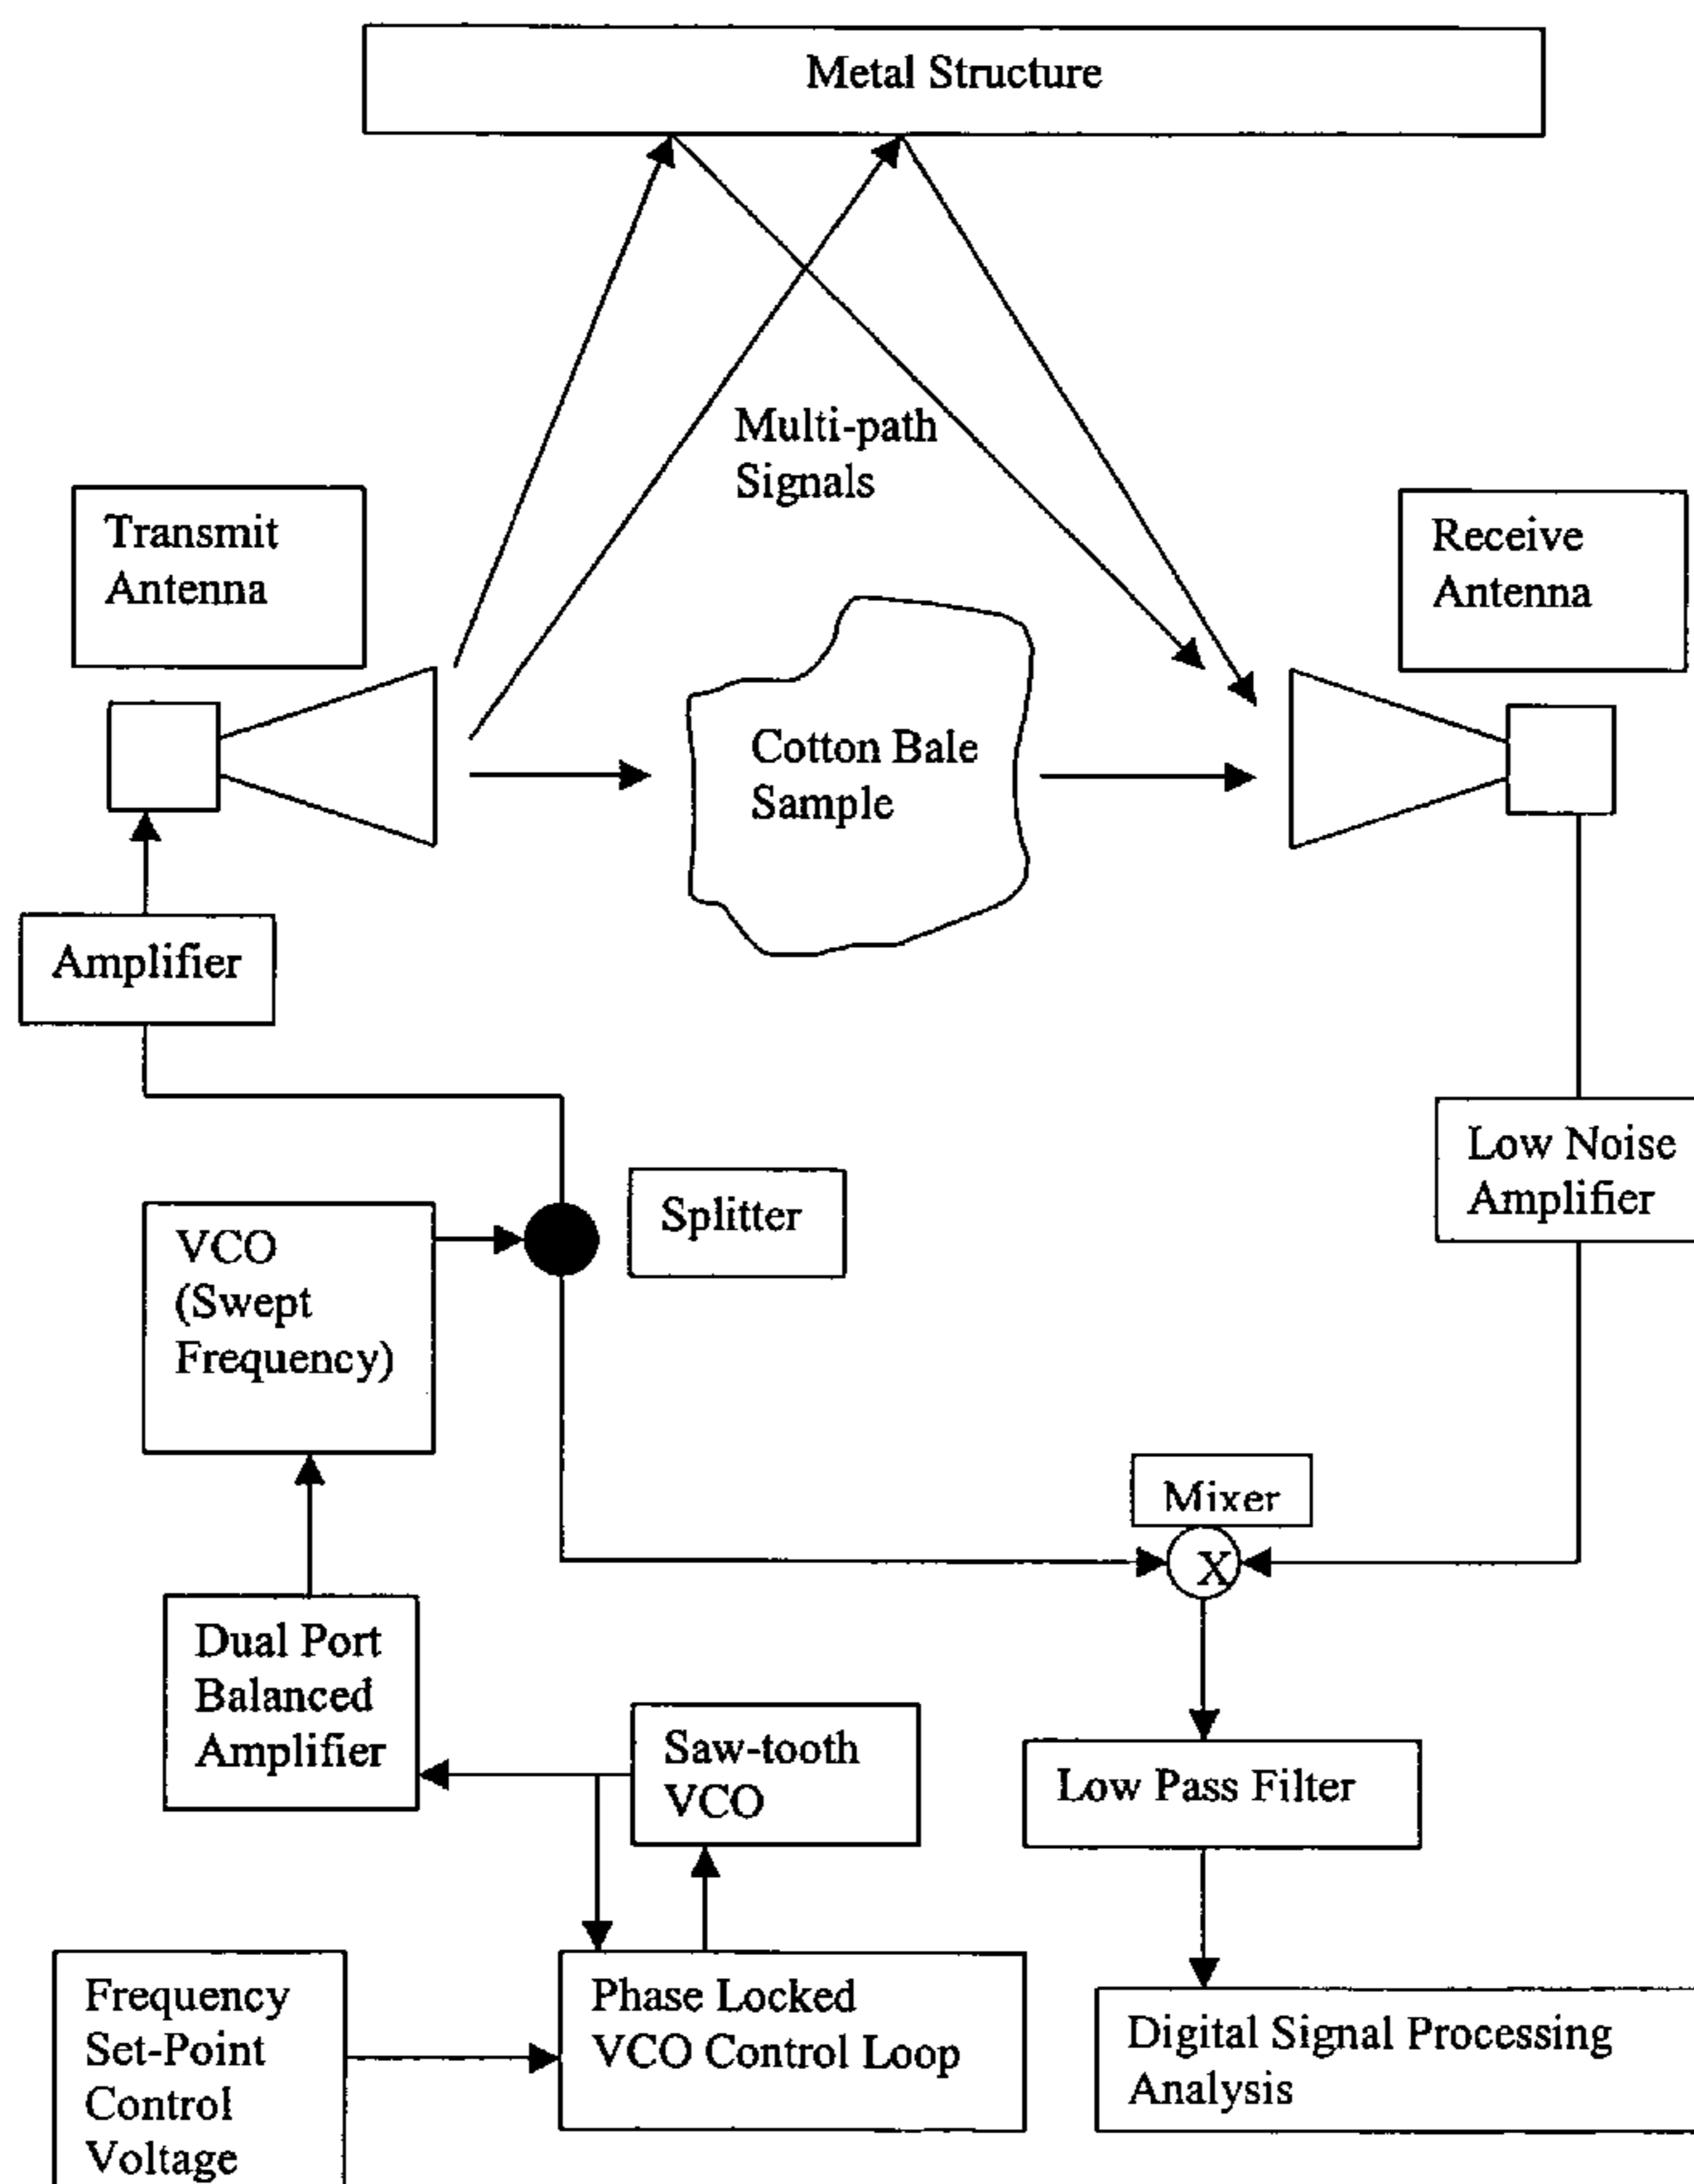 Metal Structure
Multi-path
Signals
Transmit
Antenna
Receive
Antenna
Cotton Bale
Sample
Amplifier
Low Noise
Amplifier
Splitter
VCO
(Swept
Frequency)
Mixer
X
Dual Port
Balanced
Amplifier
Saw-tooth
VCO
Low Pass Filter
Frequency
Set-Point
Control
Voltage
Phase Locked
VCO Control Loop
Digital Signal Processing
Analysis